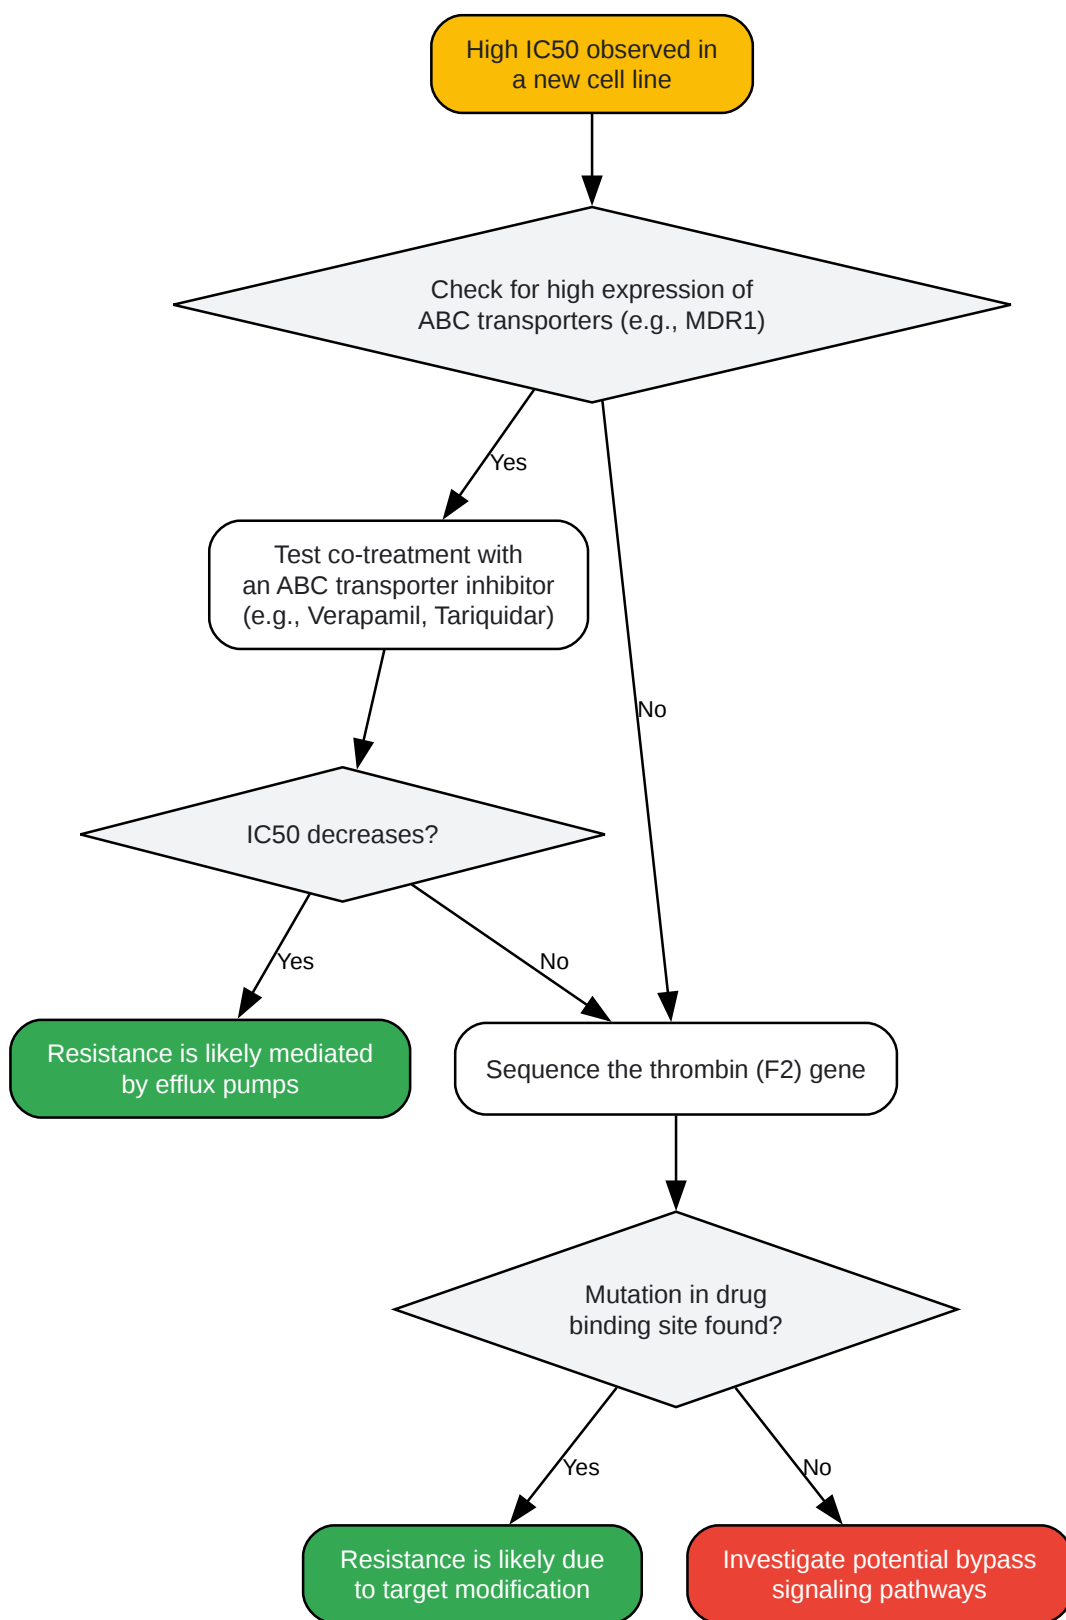 High IC50 observed in
a new cell line
Check for high expression of
ABC transporters (e.g., MDR1)
Yes
Test co-treatment with
an ABC transporter inhibitor
(e.g., Verapamil, Tariquidar)
No
IC50 decreases?
Yes
No
Resistance is likely mediated
by efflux pumps
Sequence the thrombin (F2) gene
Mutation in drug
binding site found?
Yes
No
Resistance is likely due
to target modification
Investigate potential bypass
signaling pathways